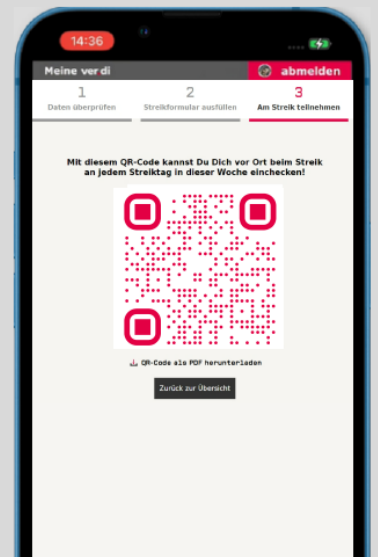 14:36
Meine ver di
abmelden
1
2
3
Daten überprüfen
Streikformular ausfüllen
Am Streik teilnehmen
Mit diesem QR-Code kannst Du Dich vor Ort beim Streik
an jedem Streiktag in dieser Woche einchecken!
QR-Code als PDF herunterladen
Zurück zur Übersicht